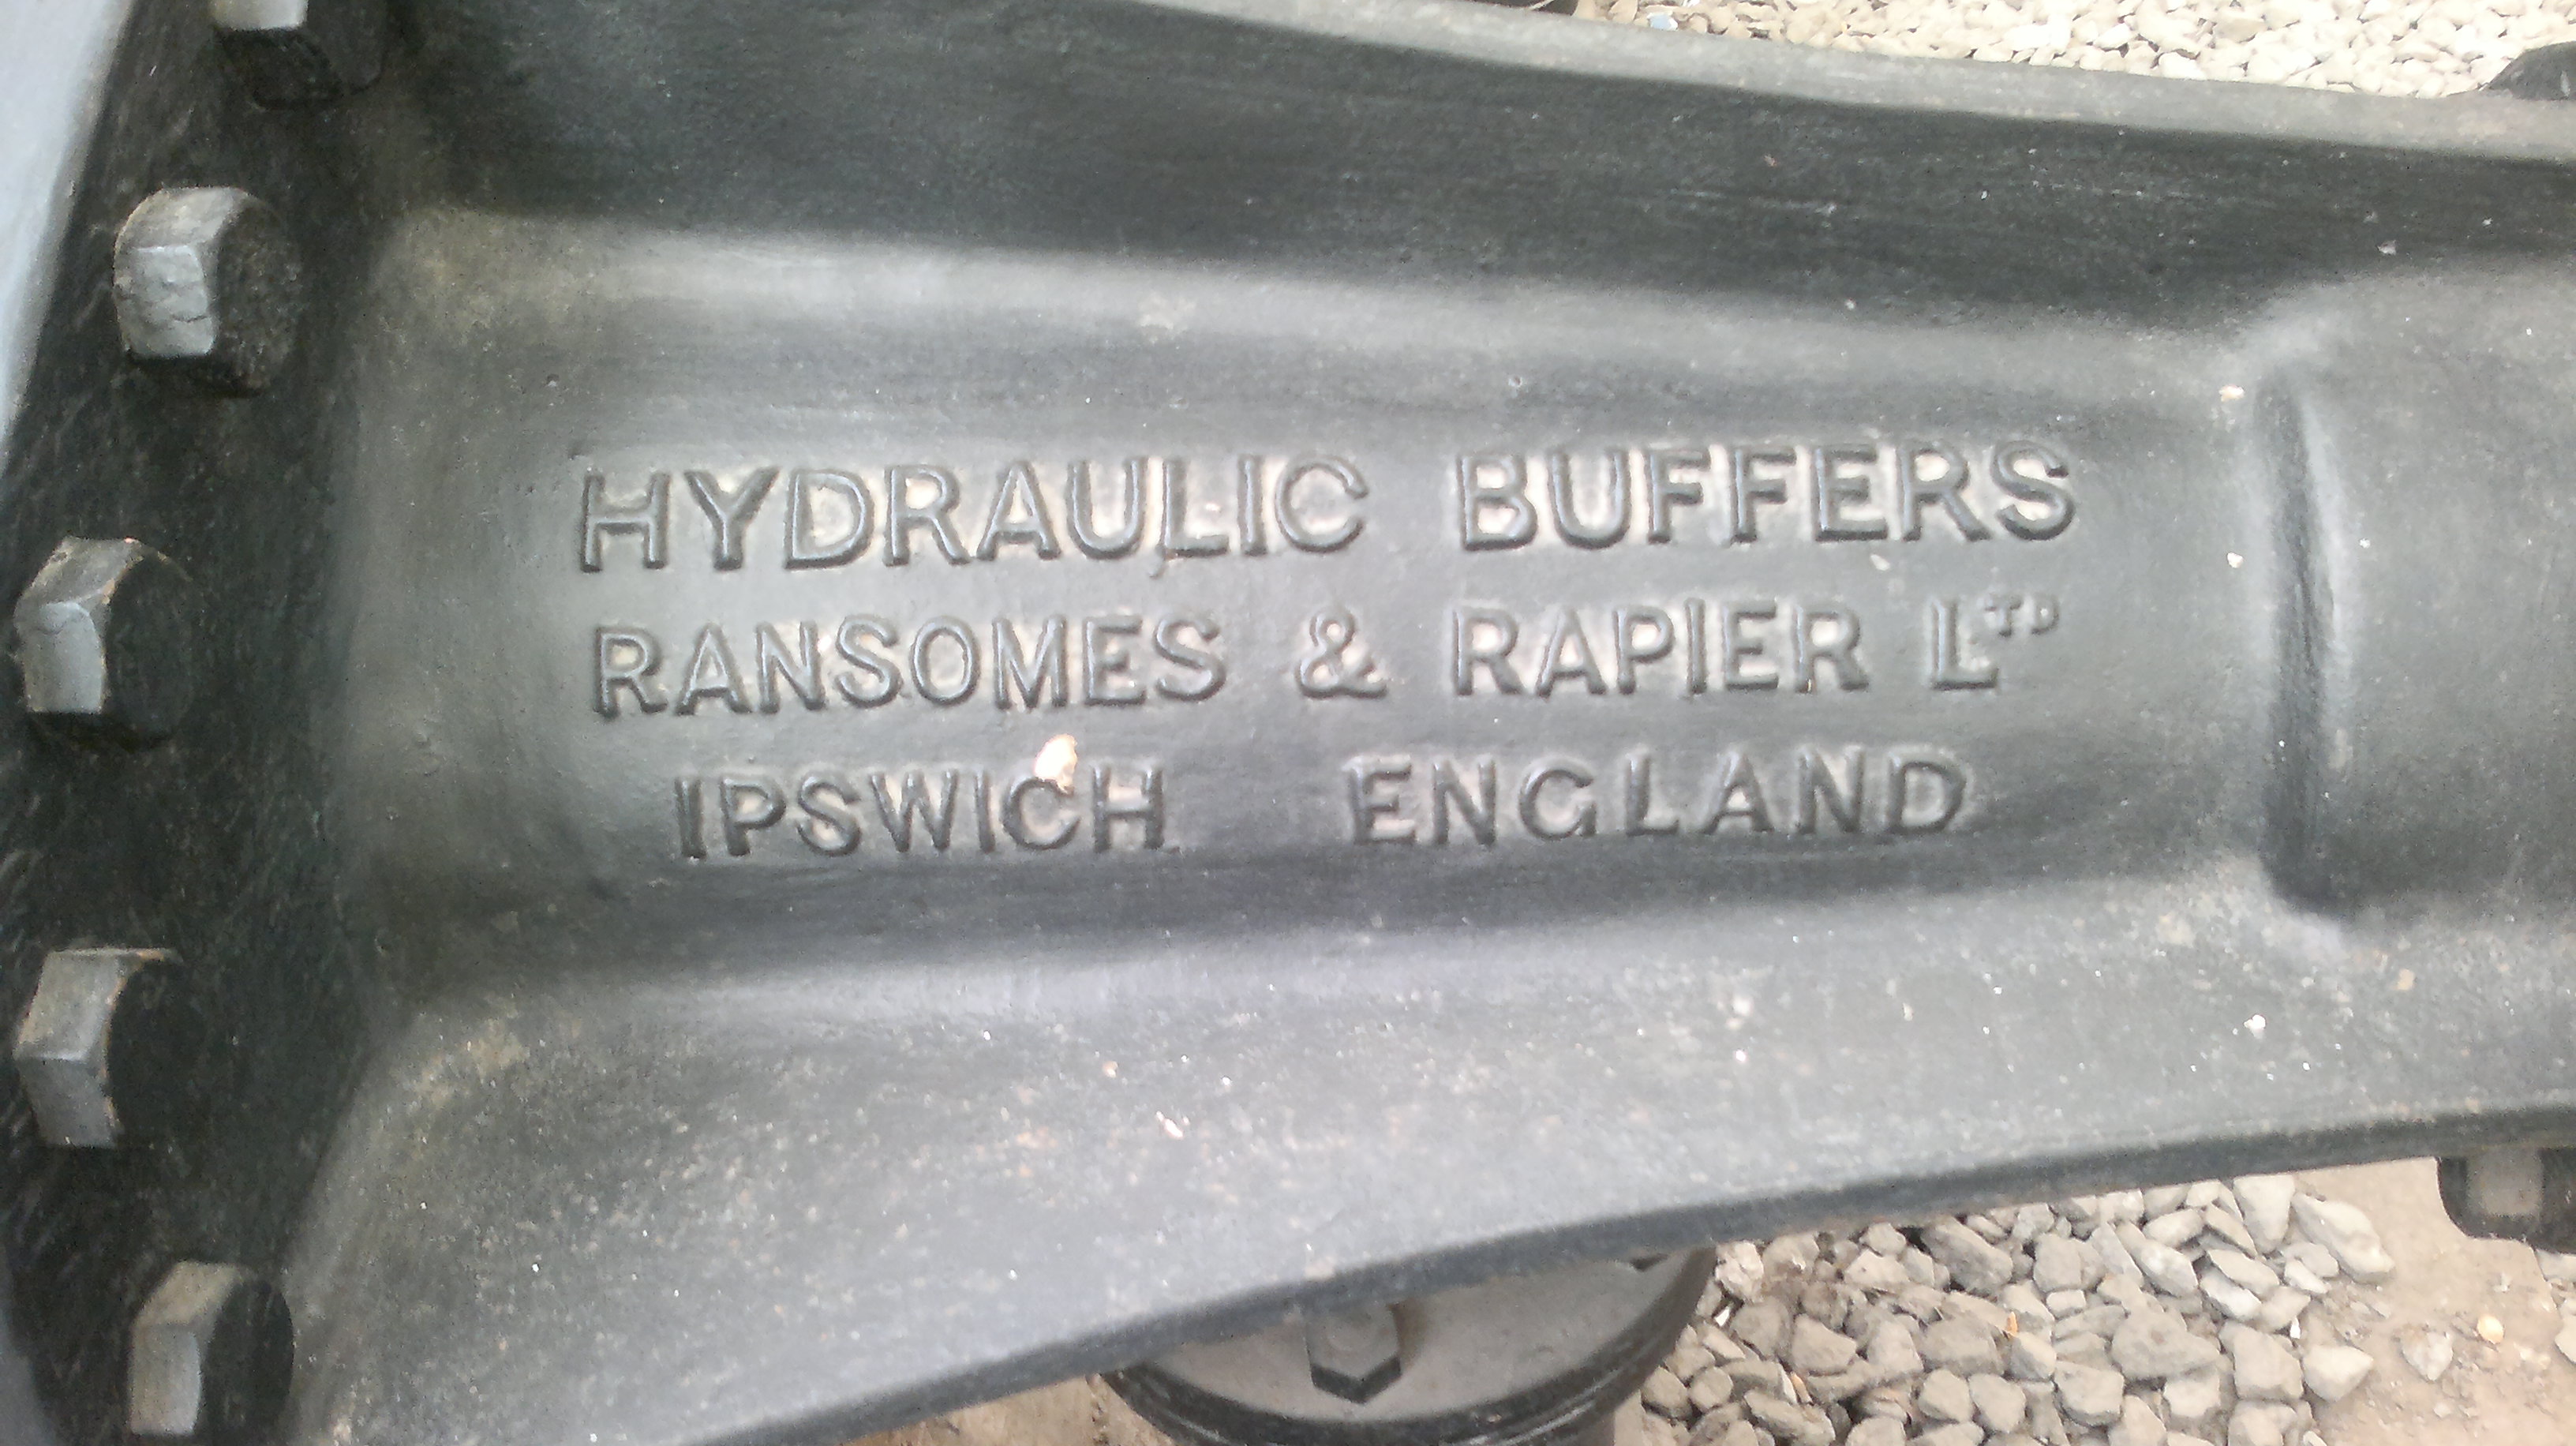 HYDRAULIC BUFFERS
RANSOMES & RAPIER LTD
IPSWICH ENGLAND